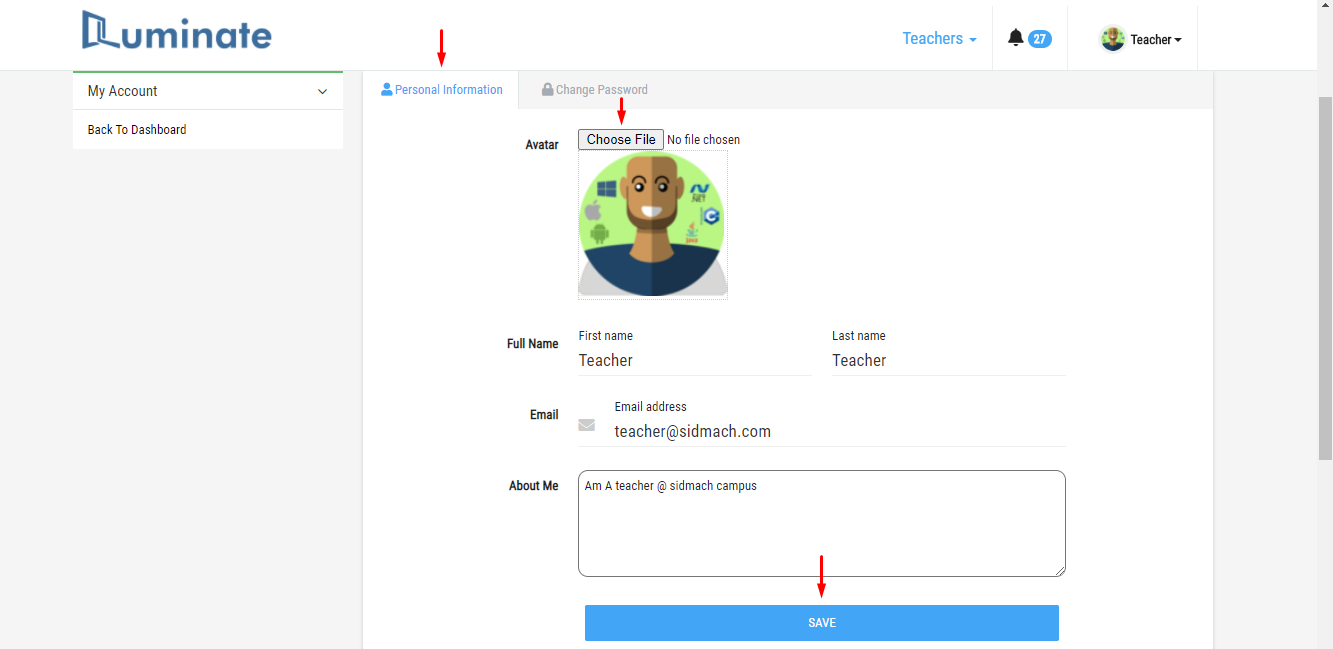 Luminate
Teachers
27
Teacher
My Account
Personal Information
Change Password
Back To Dashboard
Avatar
Choose File No file chosen
.NET
C
Java
Full Name
First name
Last name
Teacher
Teacher
Email
Email address
teacher@sidmach.com
About Me
Am A teacher @ sidmach campus
SAVE